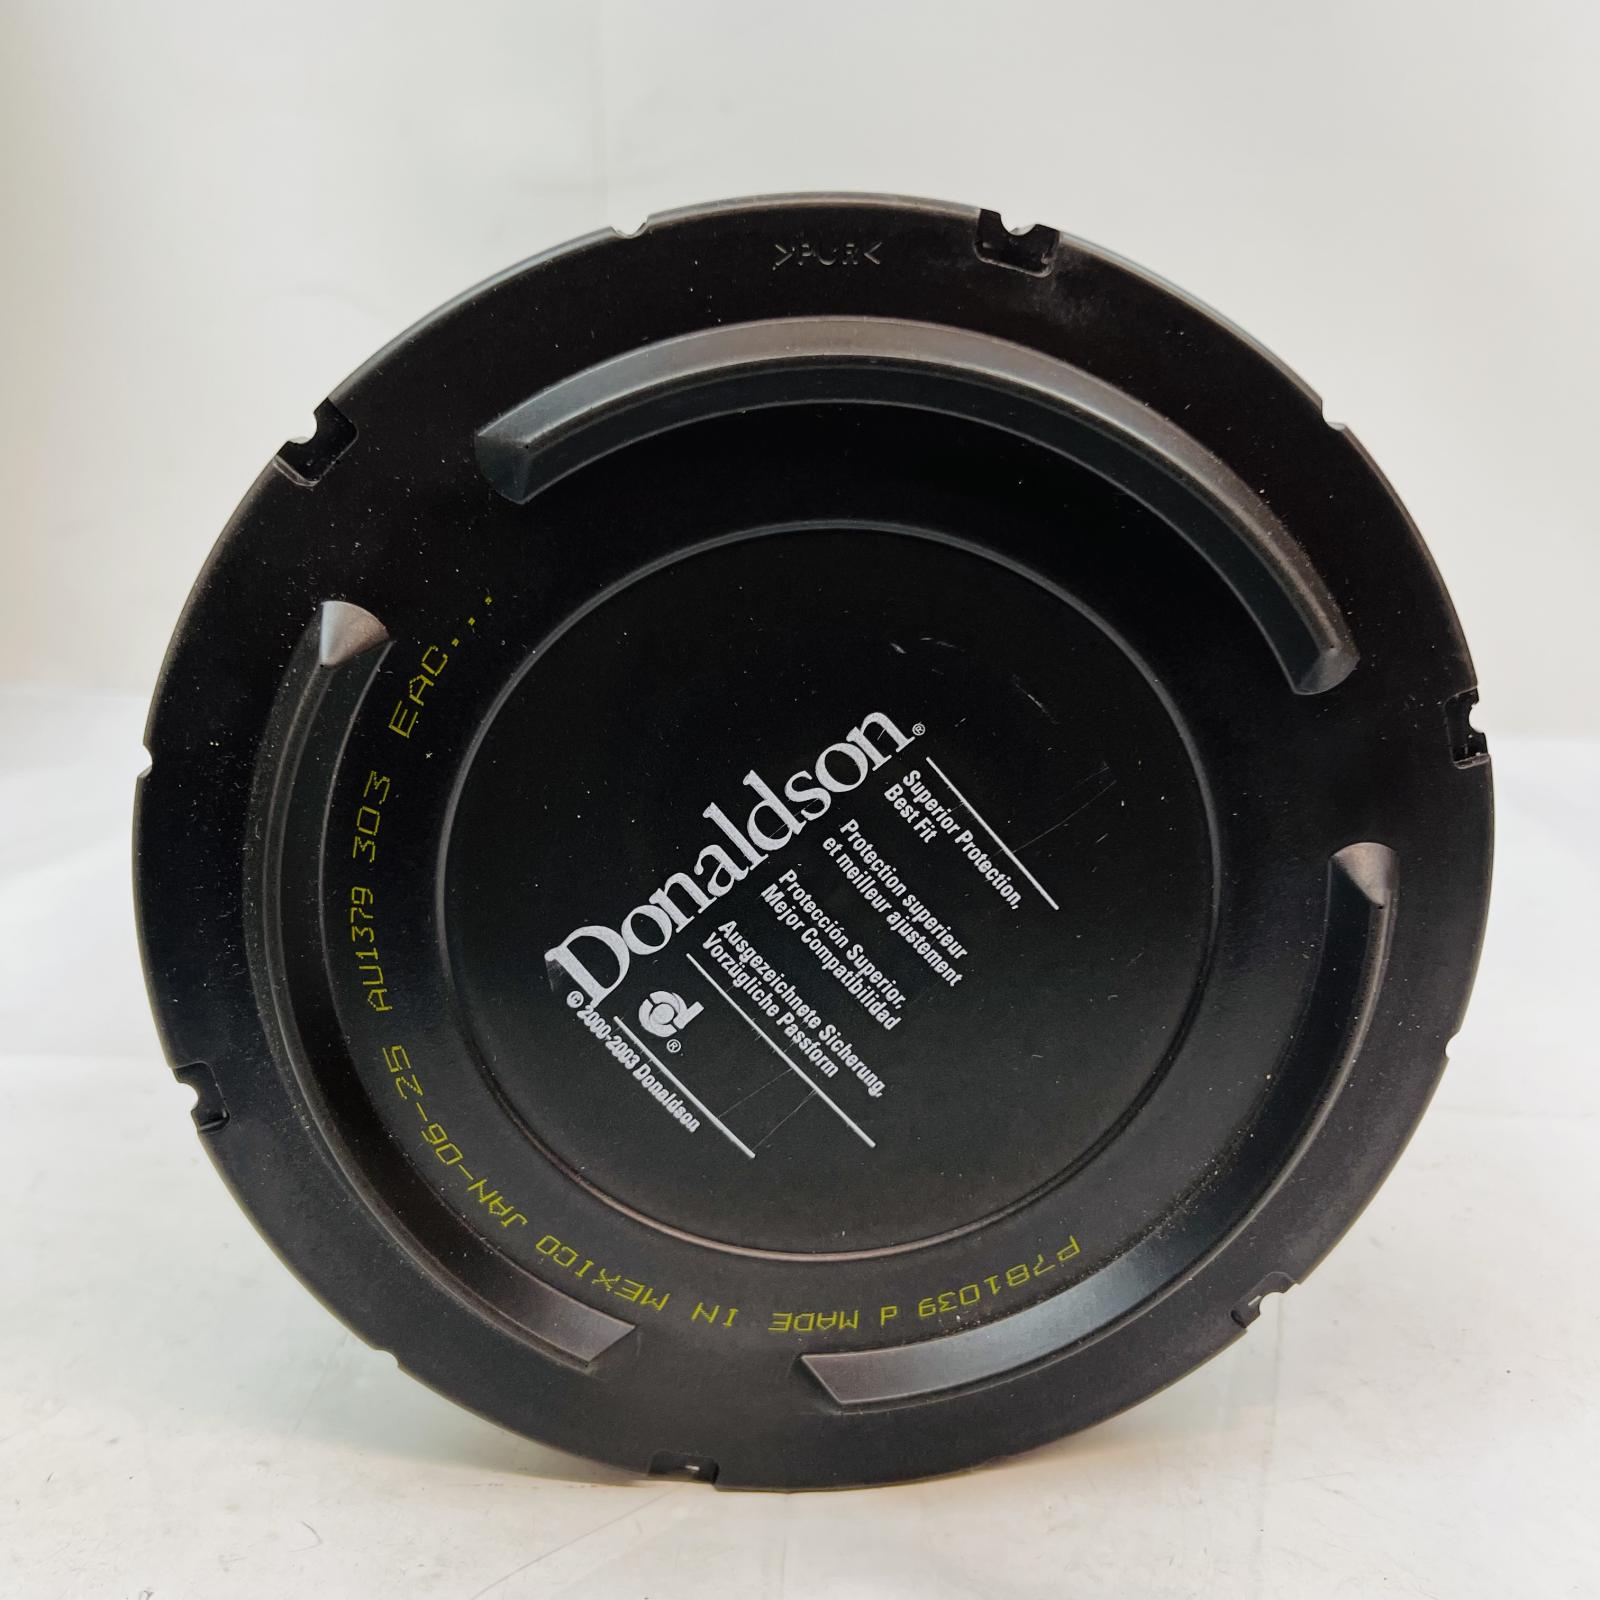 >PUR<
Donaldson®
Superior Protection,
Best Fit
Protection superieur
et meilleur ajustement
Protección Superior,
Mejor Compatibilidad
Ausgezeichnete Sicherung,
Vorzügliche Passform
®
© 2000-2003 Donaldson
P781039 d MADE IN MEXICO JAN-06-25 AU1379 303 EAC...